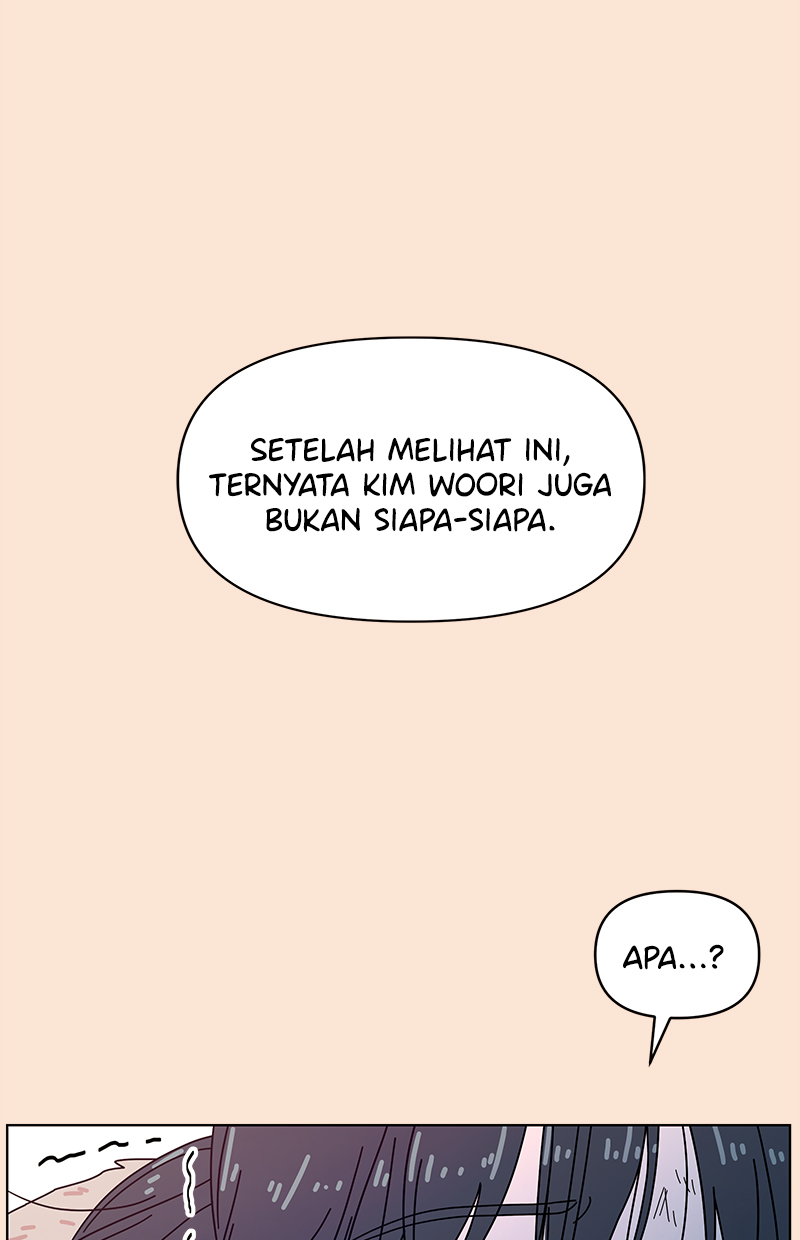 SETELAH MELIHAT INI,
TERNYATA KIM WOORI JUGA
BUKAN SIAPA-SIAPA.
APA...?